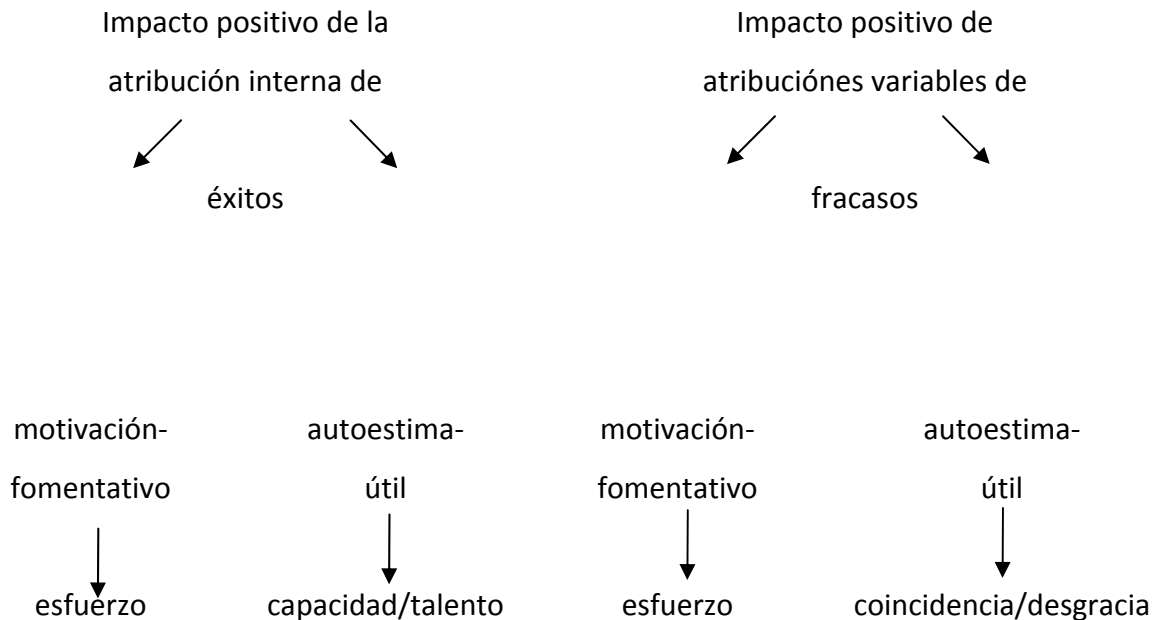 Impacto positivo de la
atribución interna de
éxitos
motivación-
fomentativo
esfuerzo
autoestima-
útil
capacidad/talento
Impacto positivo de
atribuciónes variables de
fracasos
motivación-
fomentativo
esfuerzo
autoestima-
útil
coincidencia/desgracia